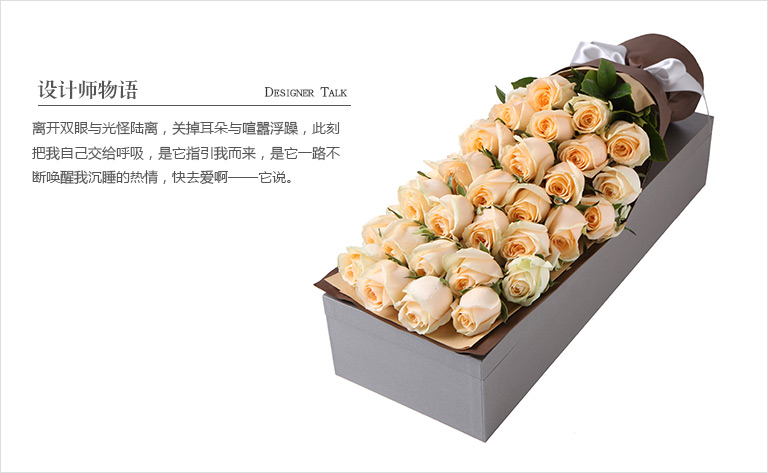 设计师物语 DESIGNER TALK
离开双眼与光怪陆离，关掉耳朵与喧嚣浮躁，此刻
把我自己交给呼吸，是它指引我而来，是它一路不
断唤醒我沉睡的热情，快去爱啊——它说。